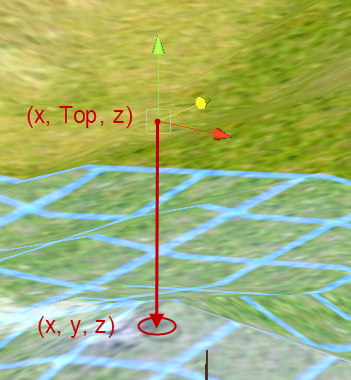 (x, Top, z)
(x, y, z)